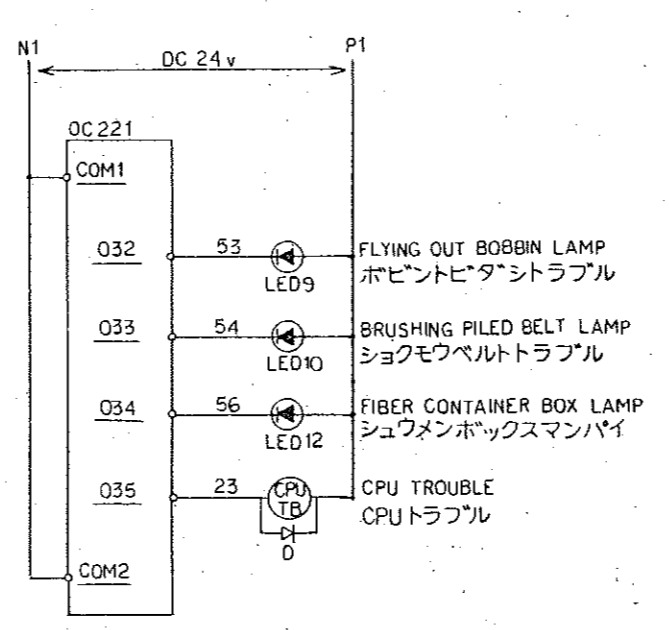 N1
P1
DC 24v
OC221
COM1
032
53
LED9
FLYING OUT BOBBIN LAMP
ボビントビダシトラブル
033
54
LED10
BRUSHING PILED BELT LAMP
ショクモウベルトトラブル
034
56
LED12
FIBER CONTAINER BOX LAMP
シュウメンボックスマンパイ
035
23
CPU
TB
D
CPU TROUBLE
CPUトラブル
COM2